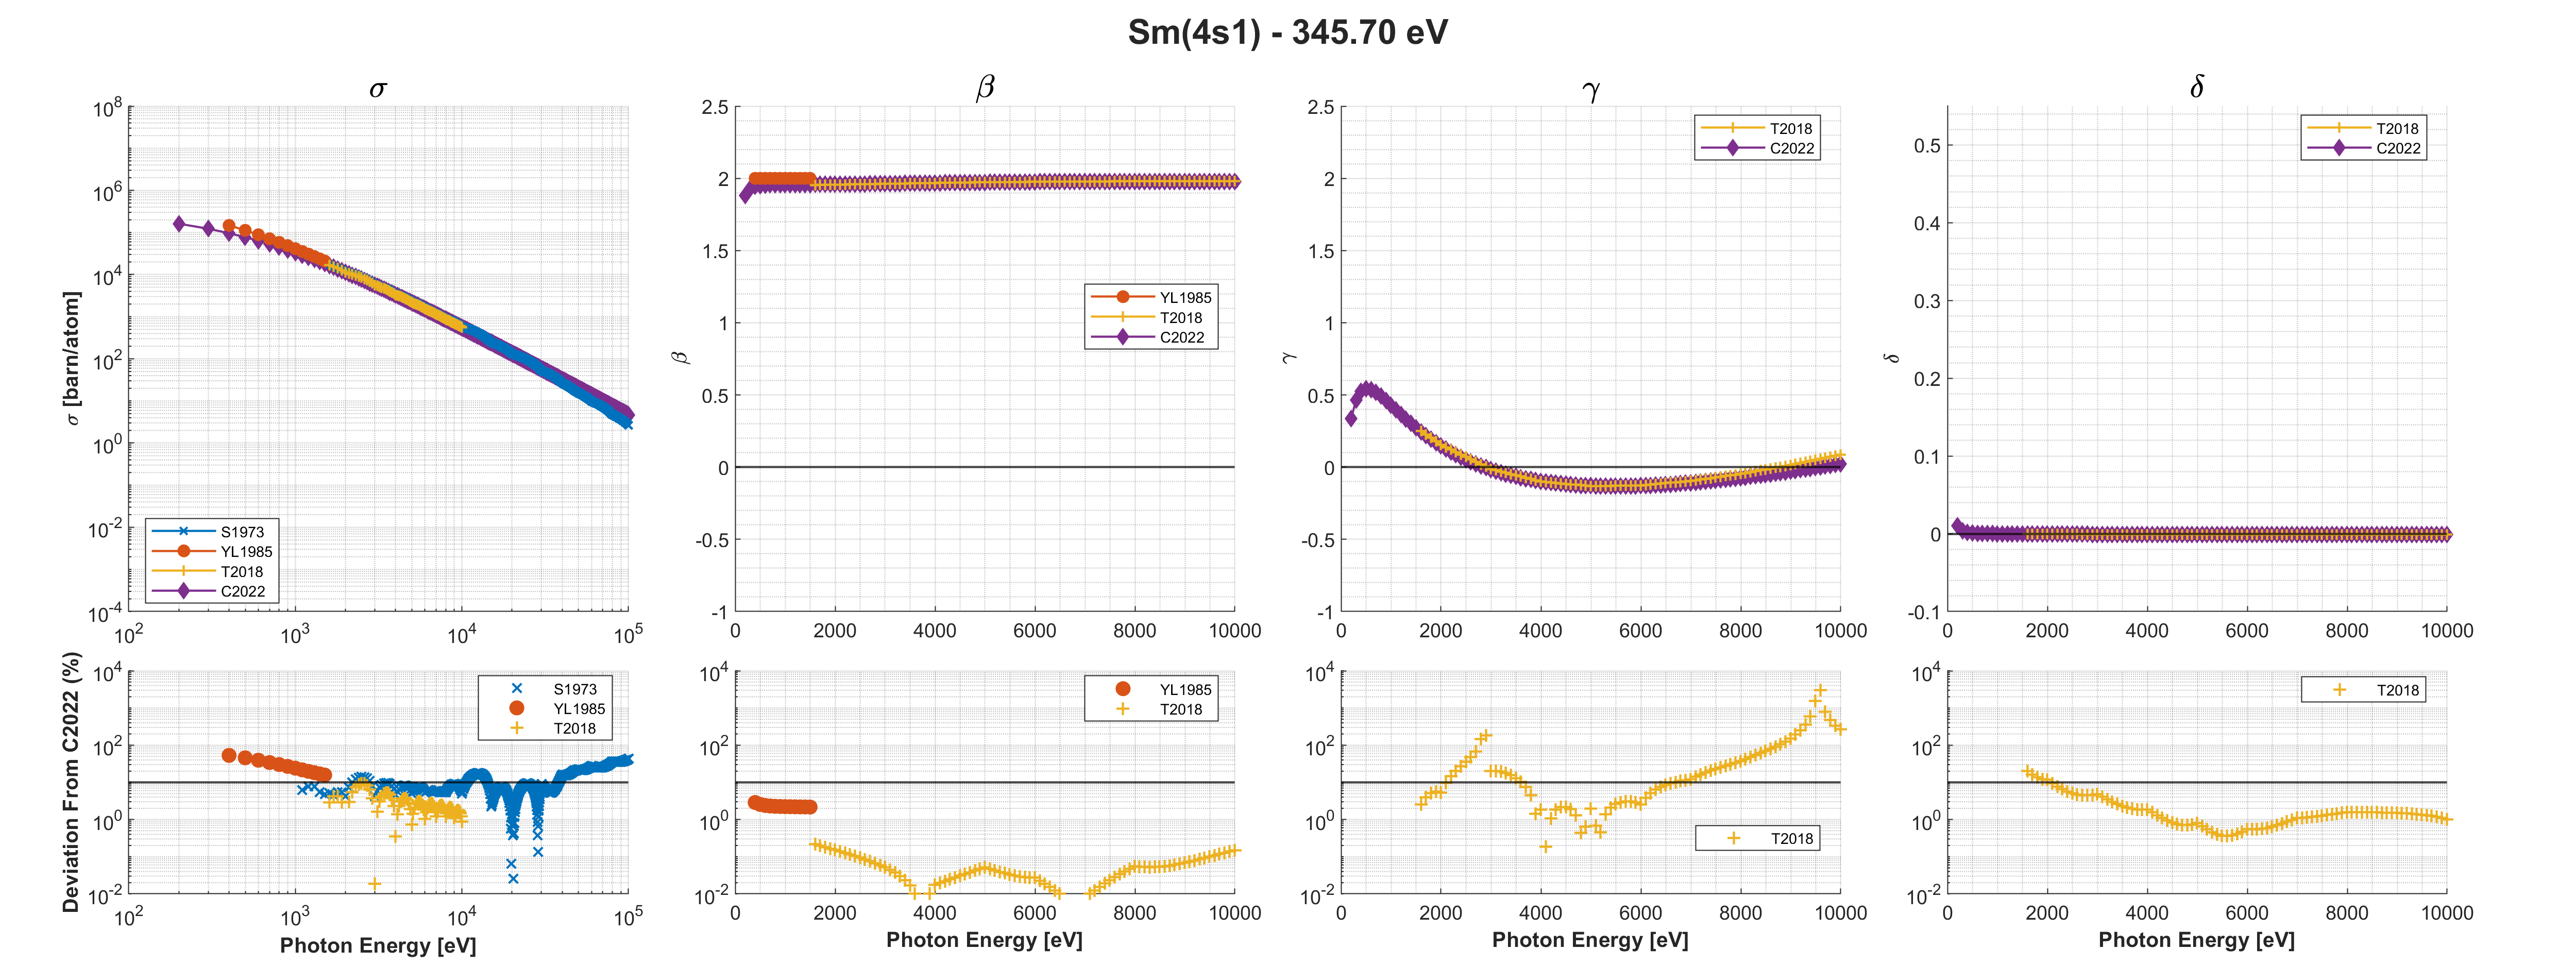 Sm(4s1) - 345.70 eV
σ
10^8
10^6
10^4
10^2
10^0
10^-2
10^-4
10^2
10^3
10^4
10^5
σ [barn/atom]
S1973
YL1985
T2018
C2022
β
2.5
2
1.5
1
0.5
0
-0.5
-1
0
2000
4000
6000
8000
10000
β
YL1985
T2018
C2022
γ
2.5
2
1.5
1
0.5
0
-0.5
-1
0
2000
4000
6000
8000
10000
γ
T2018
C2022
δ
0.5
0.4
0.3
0.2
0.1
0
-0.1
0
2000
4000
6000
8000
10000
δ
T2018
C2022
10^4
10^2
10^0
10^-2
10^2
10^3
10^4
10^5
Deviation From C2022 (%)
Photon Energy [eV]
S1973
YL1985
T2018
10^4
10^2
10^0
10^-2
0
2000
4000
6000
8000
10000
Photon Energy [eV]
YL1985
T2018
10^4
10^2
10^0
10^-2
0
2000
4000
6000
8000
10000
Photon Energy [eV]
T2018
10^4
10^2
10^0
10^-2
0
2000
4000
6000
8000
10000
Photon Energy [eV]
T2018